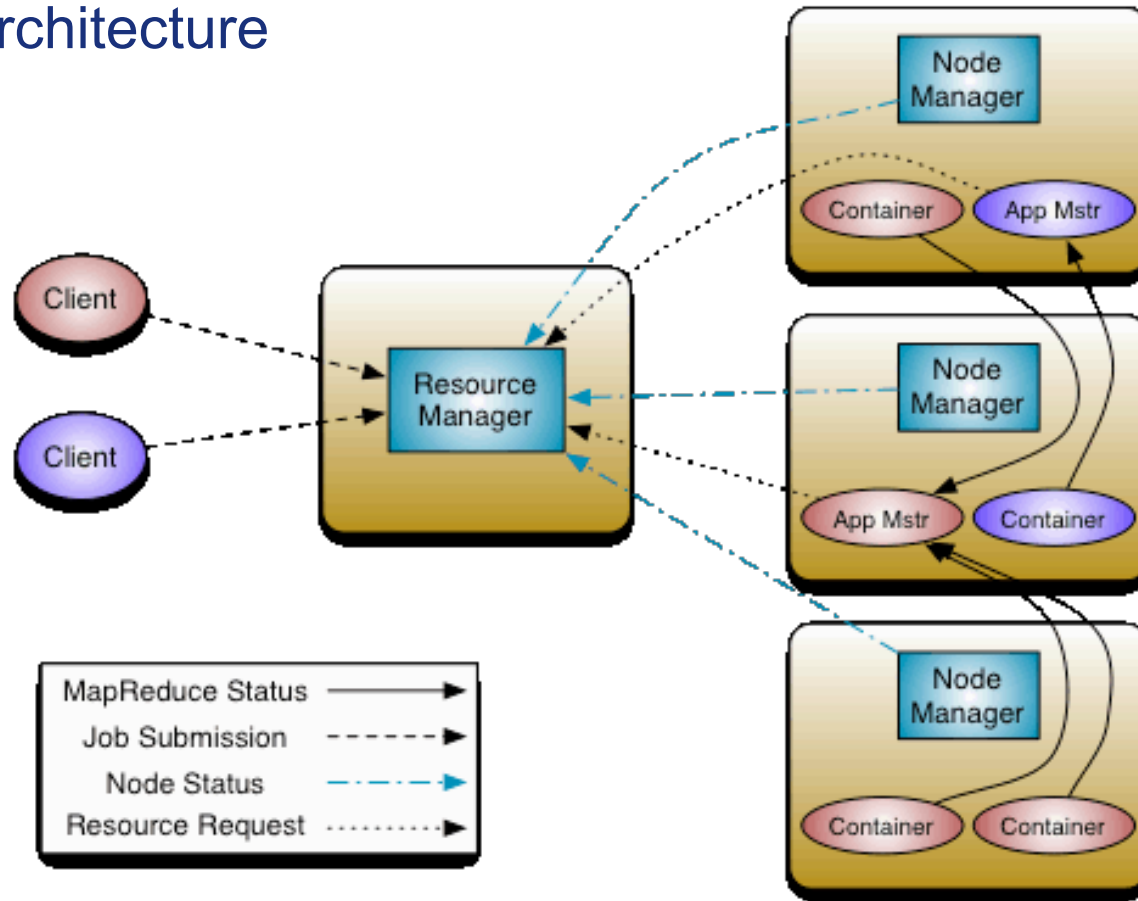 rchitecture
Node
Manager
Container
App Mstr
Client
Client
Resource
Manager
Node
Manager
App Mstr
Container
Node
Manager
Container
Container
MapReduce Status
Job Submission
Node Status
Resource Request